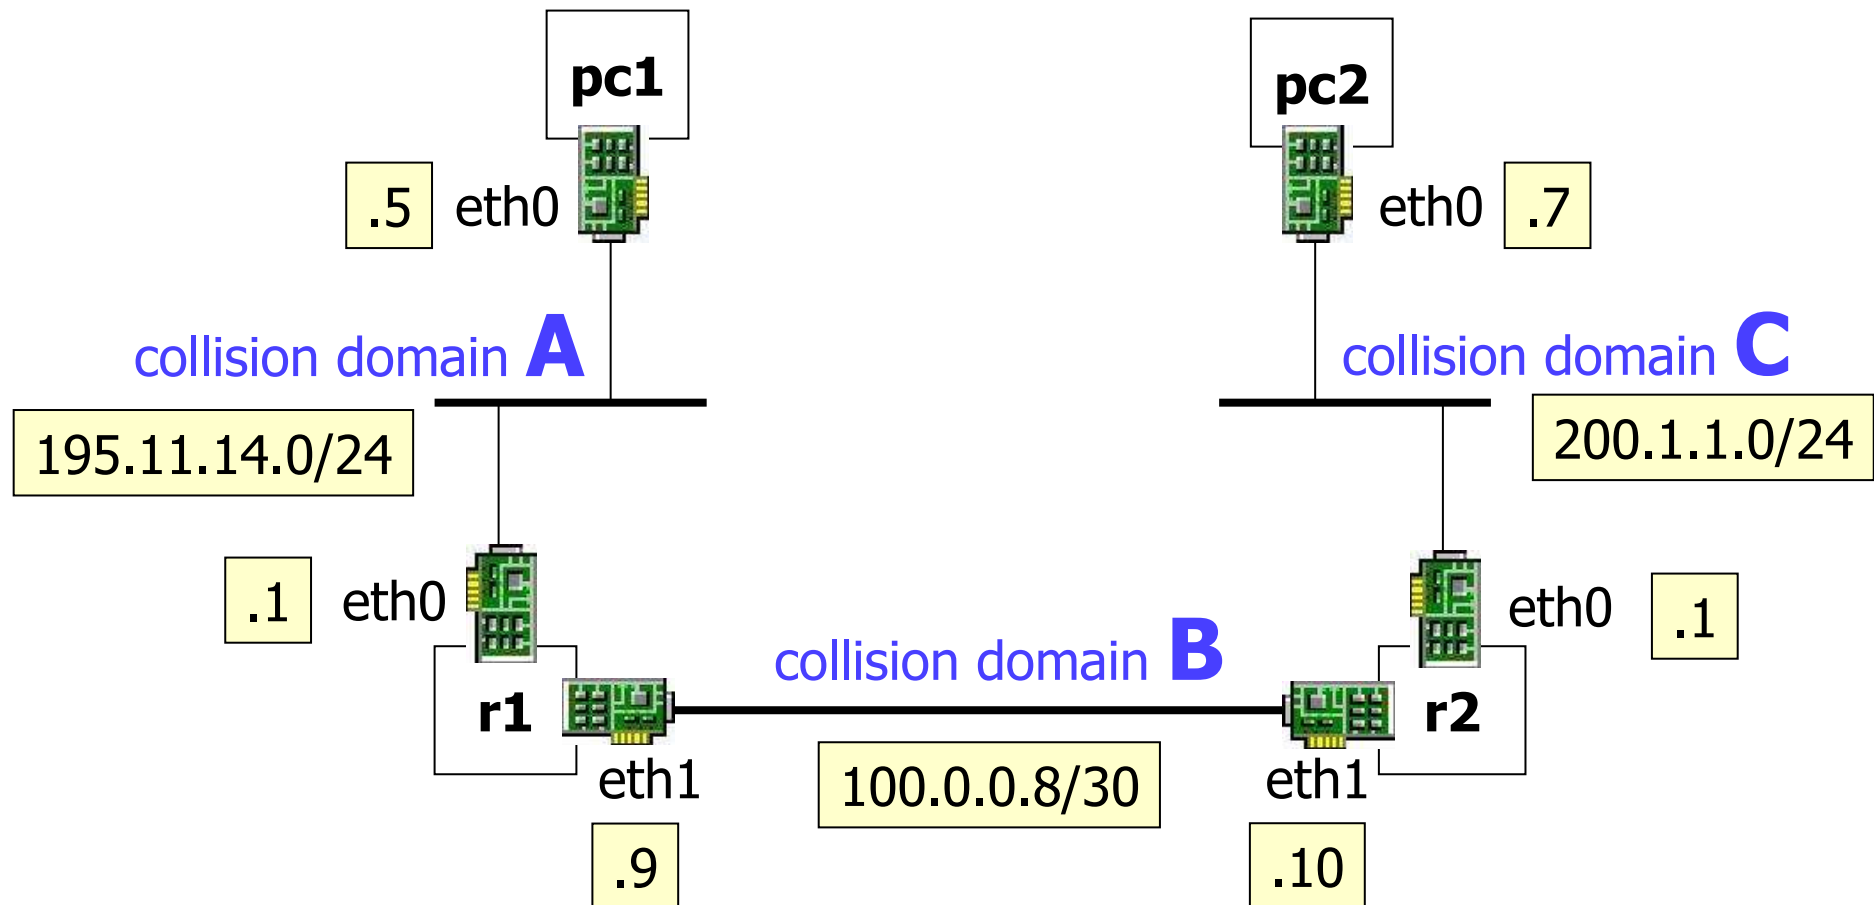 pc1
pc2
.5
eth0
eth0
.7
collision domain A
collision domain C
195.11.14.0/24
200.1.1.0/24
.1
eth0
eth0
.1
collision domain B
r1
r2
eth1
100.0.0.8/30
eth1
.9
.10